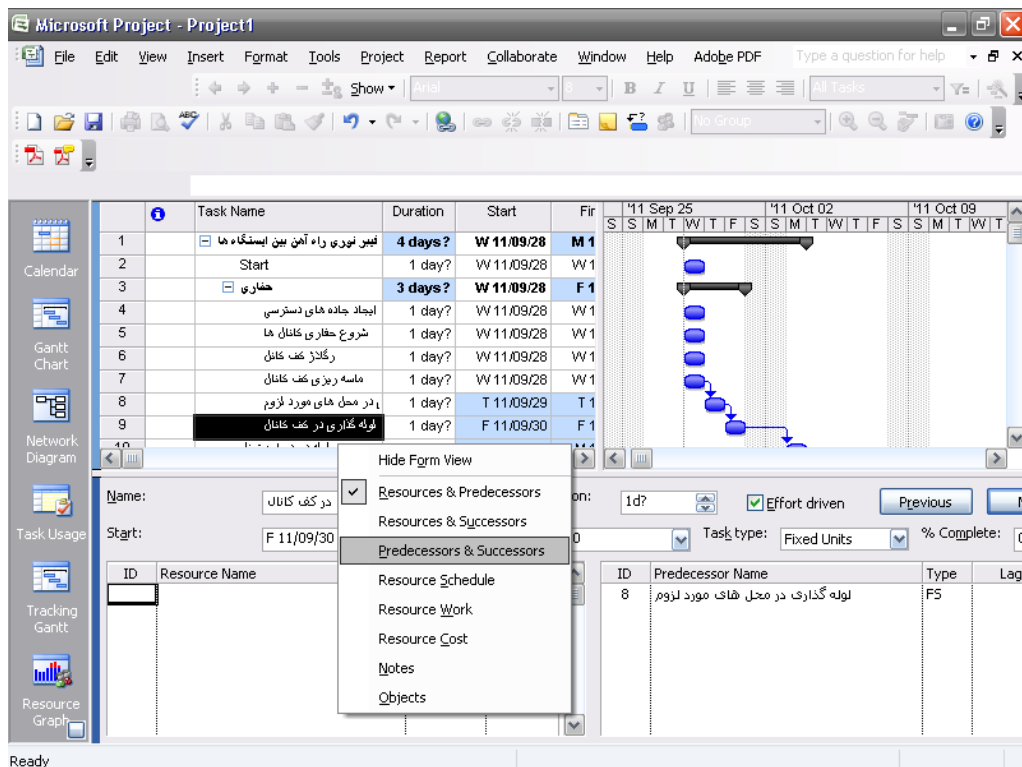 Microsoft Project - Project1
File Edit View Insert Format Tools Project Report Collaborate Window Help Adobe PDF Type a question for help
Show Arial 8 B I U All Tasks
No Group
Task Name Duration Start Fir '11 Sep 25 '11 Oct 02 '11 Oct 09
S S M T W T F S S M T W T F S S M T W T
1 فیبر نوری راه آهن بین ایستگاه ها 4 days? W 11/09/28 M 1
2 Start 1 day? W 11/09/28 W 1
3 حفاری 3 days? W 11/09/28 F 1
4 ایجاد جاده های دسترسی 1 day? W 11/09/28 W 1
5 شروع حفاری کانال ها 1 day? W 11/09/28 W 1
6 رگلاژ کف کانال 1 day? W 11/09/28 W 1
7 ماسه ریزی کف کانال 1 day? W 11/09/28 W 1
8 در محل های مورد لزوم 1 day? T 11/09/29 T 1
9 لوله گذاری در کف کانال 1 day? F 11/09/30 F 1
10
Calendar
Gantt Chart
Network Diagram
Task Usage
Tracking Gantt
Resource Graph
Hide Form View
Resources & Predecessors
Resources & Successors
Predecessors & Successors
Resource Schedule
Resource Work
Resource Cost
Notes
Objects
Name: در کف کانال on: 1d? Effort driven Previous
Start: F 11/09/30 0 Task type: Fixed Units % Complete:
ID Resource Name ID Predecessor Name Type Lag
8 لوله گذاری در محل های مورد لزوم FS
Ready